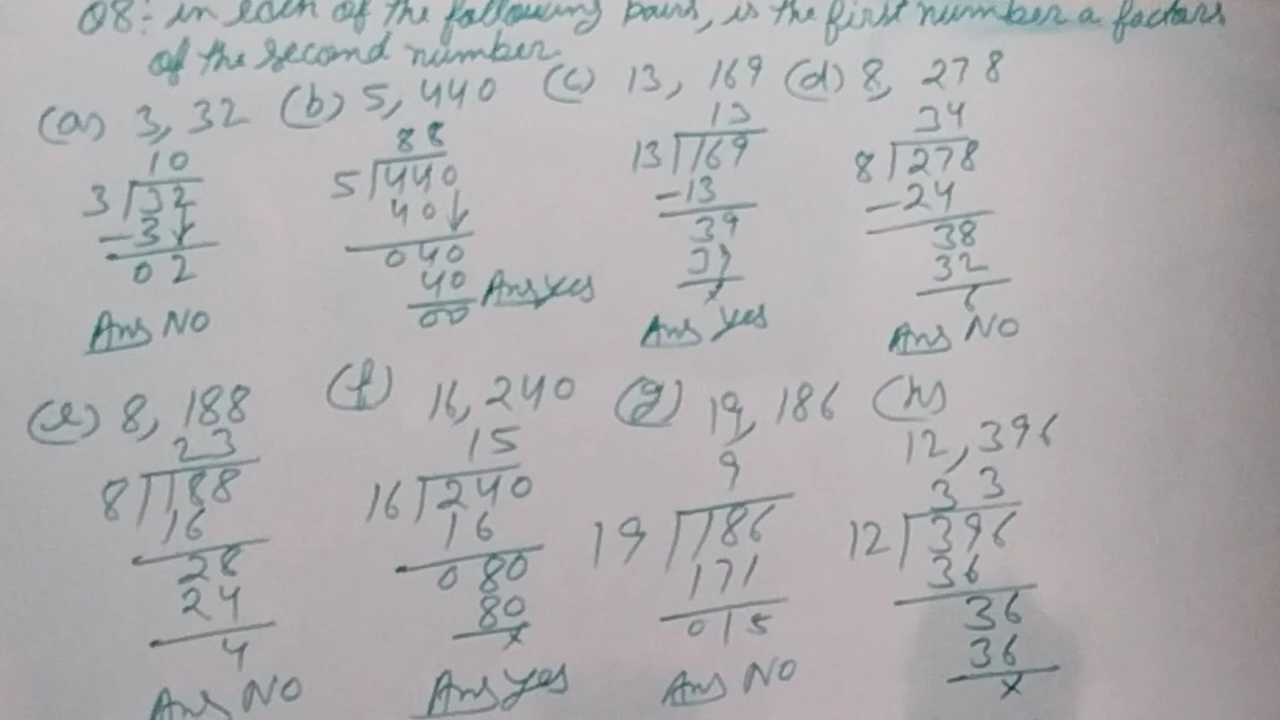 Q8:- in each of the following pairs, is the first number a factors
of the second number
(a) 3, 32 (b) 5, 440 (c) 13, 169 (d) 8, 278
10 88 13 34
3 32 5 440 13 169 8 278
-3 40 -13 -24
02 040 39 38
40 39 32
00 6
Ans NO Ans yes Ans yes Ans NO
(e) 8, 188 (f) 16, 240 (g) 19, 186 (h)
12, 396
23 15 9 33
8 188 16 240 19 186 12 396
16 16 171 36
28 080 015 36
24 80 36
4 x x
Ans NO Ans yes Ans NO